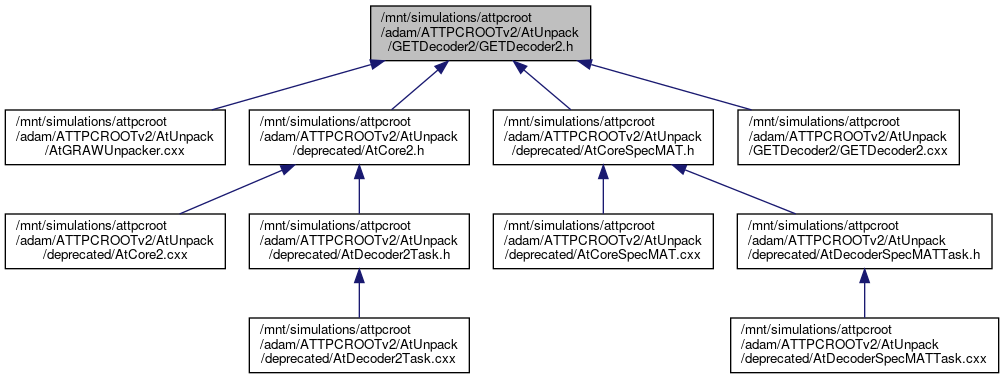 /mnt/simulations/attpcroot
/adam/ATTPCROOTv2/AtUnpack
/GETDecoder2/GETDecoder2.h
/mnt/simulations/attpcroot
/adam/ATTPCROOTv2/AtUnpack
/AtGRAWUnpacker.cxx
/mnt/simulations/attpcroot
/adam/ATTPCROOTv2/AtUnpack
/deprecated/AtCore2.h
/mnt/simulations/attpcroot
/adam/ATTPCROOTv2/AtUnpack
/deprecated/AtCoreSpecMAT.h
/mnt/simulations/attpcroot
/adam/ATTPCROOTv2/AtUnpack
/GETDecoder2/GETDecoder2.cxx
/mnt/simulations/attpcroot
/adam/ATTPCROOTv2/AtUnpack
/deprecated/AtCore2.cxx
/mnt/simulations/attpcroot
/adam/ATTPCROOTv2/AtUnpack
/deprecated/AtDecoder2Task.h
/mnt/simulations/attpcroot
/adam/ATTPCROOTv2/AtUnpack
/deprecated/AtCoreSpecMAT.cxx
/mnt/simulations/attpcroot
/adam/ATTPCROOTv2/AtUnpack
/deprecated/AtDecoderSpecMATTask.h
/mnt/simulations/attpcroot
/adam/ATTPCROOTv2/AtUnpack
/deprecated/AtDecoder2Task.cxx
/mnt/simulations/attpcroot
/adam/ATTPCROOTv2/AtUnpack
/deprecated/AtDecoderSpecMATTask.cxx